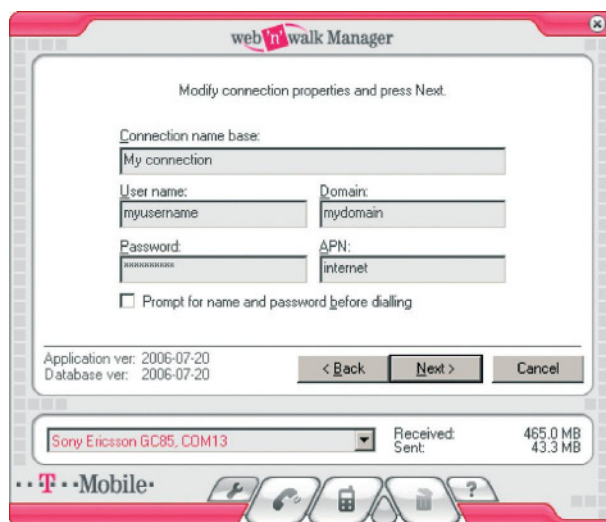 web'n'walk Manager
Modify connection properties and press Next.
Connection name base:
My connection
User name: Domain:
myusername mydomain
Password: APN:
********** internet
Prompt for name and password before dialling
Application ver: 2006-07-20
Database ver: 2006-07-20
< Back Next > Cancel
Sony Ericsson GC85, COM13
Received: 465.0 MB
Sent: 43.3 MB
··T··Mobile·
?